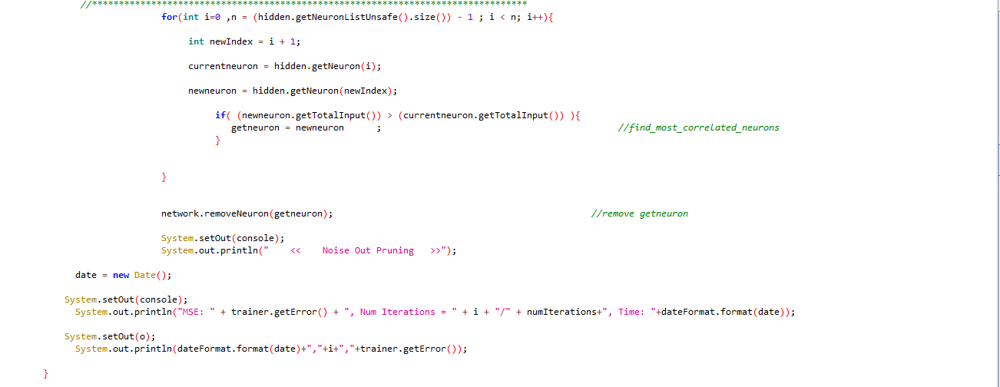 //*********************************************************************************
for(int i=0 ,n = (hidden.getNeuronListUnsafe().size()) - 1 ; i < n; i++){
int newIndex = i + 1;
currentneuron = hidden.getNeuron(i);
newneuron = hidden.getNeuron(newIndex);
if( (newneuron.getTotalInput()) > (currentneuron.getTotalInput()) ){
getneuron = newneuron      ;                                            //find_most_correlated_neurons
}
}
network.removeNeuron(getneuron);                                                //remove getneuron
System.setOut(console);
System.out.println("    <<    Noise Out Pruning   >>");
date = new Date();
System.setOut(console);
System.out.println("MSE: " + trainer.getError() + ", Num Iterations = " + i + "/" + numIterations+", Time: "+dateFormat.format(date));
System.setOut(o);
System.out.println(dateFormat.format(date)+","+i+","+trainer.getError());
}